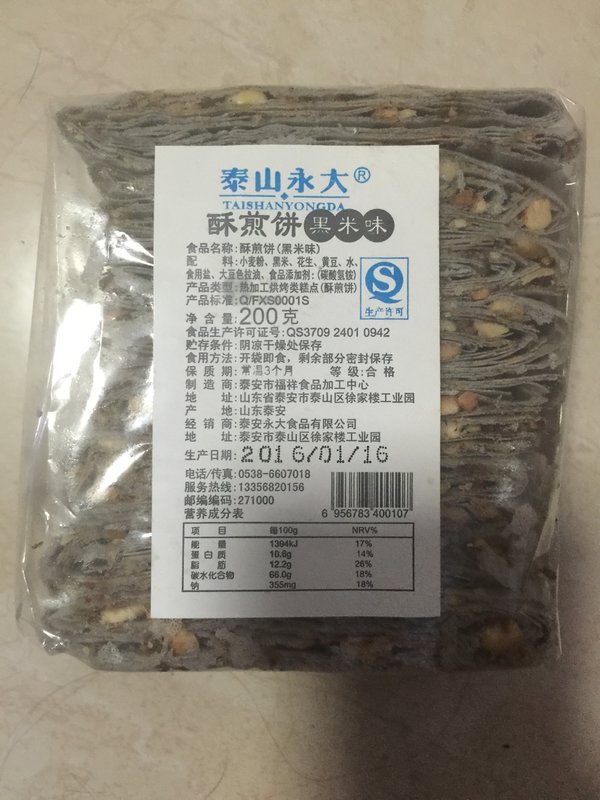 泰山永大®
TAISHANYONGDA
酥煎饼黑米味
食品名称:酥煎饼(黑米味)
配 料:小麦粉、黑米、花生、黄豆、水、
食用盐、大豆色拉油、食品添加剂:(碳酸氢铵)
产品类型:热加工烘烤类糕点(酥煎饼)
产品标准:Q/FXS0001S
QS
生产许可
净 含 量:200克
食品生产许可证号:QS3709 2401 0942
贮存条件:阴凉干燥处保存
食用方法:开袋即食，剩余部分密封保存
保 质 期:常温3个月 等 级:合 格
制 造 商:泰安市福祥食品加工中心
地 址:山东省泰安市泰山区徐家楼工业园
产 地:山东泰安
经 销 商:泰安永大食品有限公司
地 址:泰安市泰山区徐家楼工业园
生产日期:2016/01/16
电话/传真:0538-6607018
服务热线:13356820156
邮编编码:271000
6 956783 400107
营养成分表
项 目 每100g NRV%
能 量 1394kJ 17%
蛋 白 质 10.6g 14%
脂 肪 12.2g 26%
碳水化合物 66.0g 18%
钠 355mg 18%